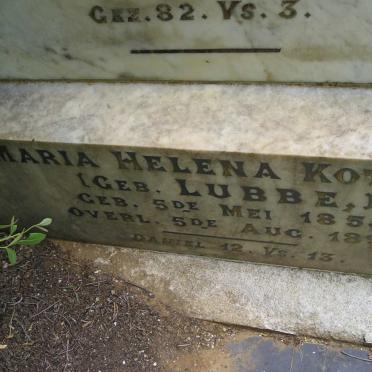 GEZ. 82. VS. 3.
MARIA HELENA
(GEB. LUBBE,)
GEB. 5DE MEI
OVERL. 5DE AUG.
DANIEL 12. VS. 13.